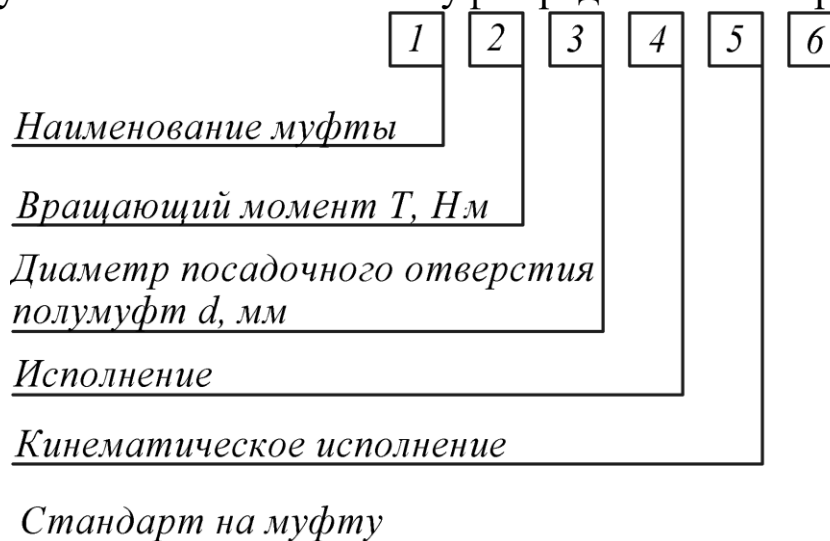 1 2 3 4 5 6
Наименование муфты
Вращающий момент Т, Нм
Диаметр посадочного отверстия
полумуфт d, мм
Исполнение
Кинематическое исполнение
Стандарт на муфту